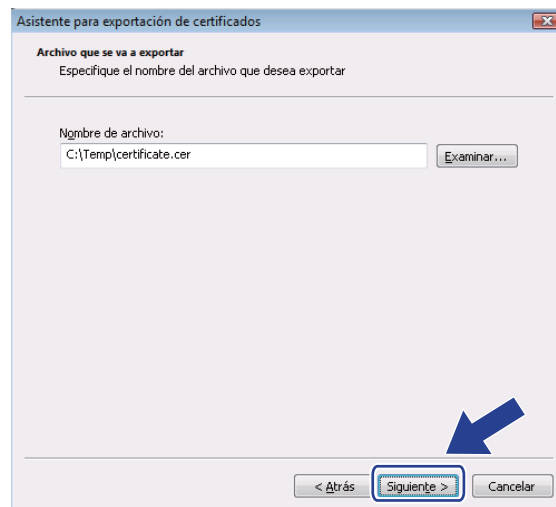 Asistente para exportación de certificados
Archivo que se va a exportar
Especifique el nombre del archivo que desea exportar
Nombre de archivo:
C:\Temp\certificate.cer
Examinar...
< Atrás
Siguiente >
Cancelar